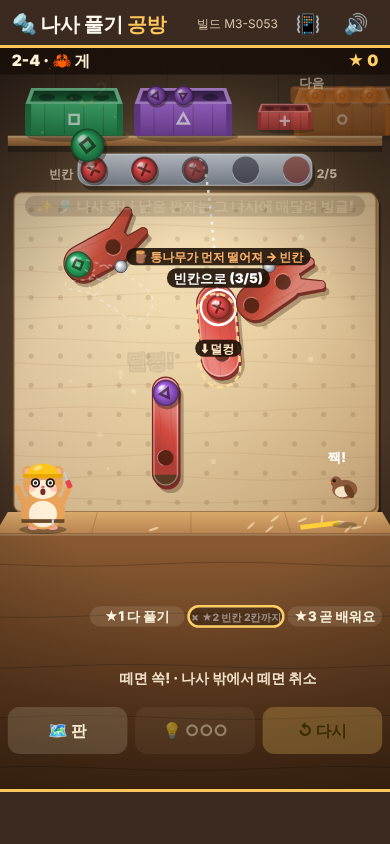 나사 풀기 공방
빌드 M3-S053
2-4 · 게
★ 0
다음
빈칸
2/5
통나무가 먼저 떨어져 → 빈칸
빈칸으로 (3/5)
⬇덜컹
덜컹!
짹!
★1 다 풀기
× ★2 빈칸 2칸까지
★3 곧 배워요
떼면 쏙! · 나사 밖에서 떼면 취소
판
다시